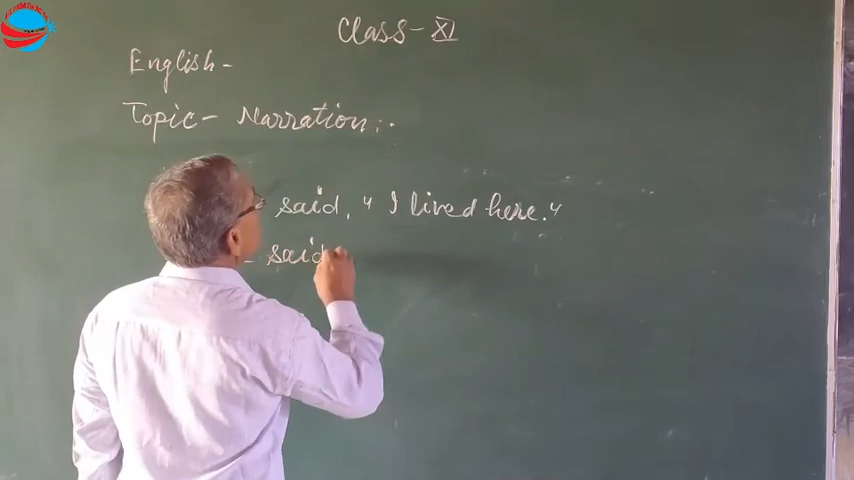 Class - XI
English -
Topic - Narration :.
said, " I lived here."
- said